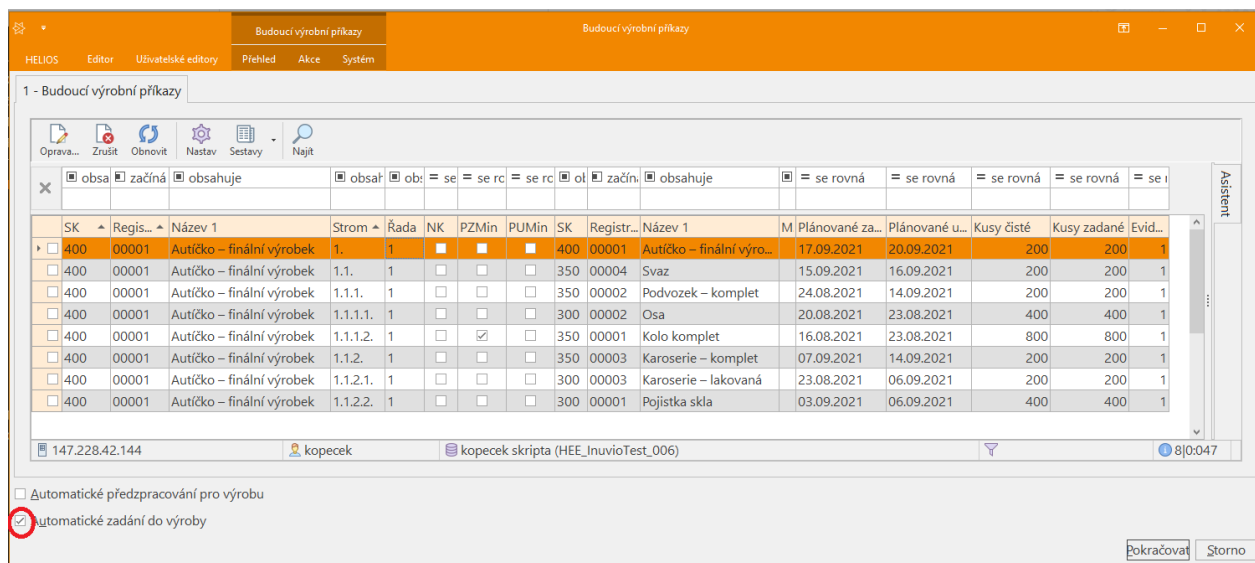 Budoucí výrobní příkazy Budoucí výrobní příkazy
HELIOS Editor Uživatelské editory Přehled Akce Systém
1 - Budoucí výrobní příkazy
Oprava... Zrušit Obnovit Nastav Sestavy Najít
obsa začíná obsahuje obsah obs = se = se ro = se ro ob začín. obsahuje = se rovná = se rovná = se rovná = se rovná = se r
Asistent
SK Regis... Název 1 Strom Řada NK PZMin PUMin SK Registr... Název 1 M Plánované za... Plánované u... Kusy čisté Kusy zadané Evid...
400 00001 Autíčko – finální výrobek 1. 1 400 00001 Autíčko – finální výro... 17.09.2021 20.09.2021 200 200 1
400 00001 Autíčko – finální výrobek 1.1. 1 350 00004 Svaz 15.09.2021 16.09.2021 200 200 1
400 00001 Autíčko – finální výrobek 1.1.1. 1 350 00002 Podvozek – komplet 24.08.2021 14.09.2021 200 200 1
400 00001 Autíčko – finální výrobek 1.1.1.1. 1 300 00002 Osa 20.08.2021 23.08.2021 400 400 1
400 00001 Autíčko – finální výrobek 1.1.1.2. 1 350 00001 Kolo komplet 16.08.2021 23.08.2021 800 800 1
400 00001 Autíčko – finální výrobek 1.1.2. 1 350 00003 Karoserie – komplet 07.09.2021 14.09.2021 200 200 1
400 00001 Autíčko – finální výrobek 1.1.2.1. 1 300 00003 Karoserie – lakovaná 23.08.2021 06.09.2021 200 200 1
400 00001 Autíčko – finální výrobek 1.1.2.2. 1 300 00001 Pojistka skla 03.09.2021 06.09.2021 400 400 1
147.228.42.144 kopecek kopecek skripta (HEE_InuvioTest_006) 8|0:047
Automatické předzpracování pro výrobu
Automatické zadání do výroby
Pokračovat Storno